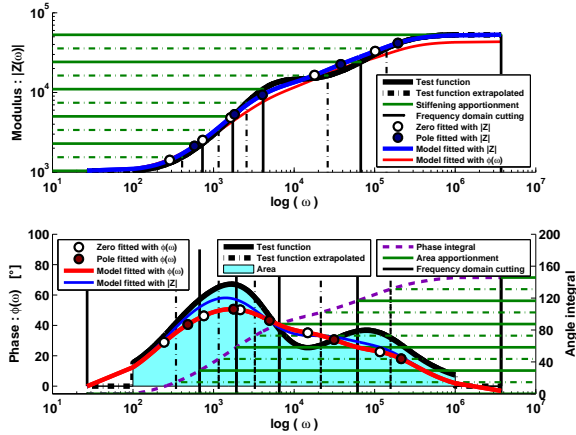 10^5
10^4
10^3
Modulus : |Z(ω)|
Test function
Test function extrapolated
Stiffening apportionment
Frequency domain cutting
Zero fitted with |Z|
Pole fitted with |Z|
Model fitted with |Z|
Model fitted with ϕ(ω)
10^1 10^2 10^3 10^4 10^5 10^6 10^7
log ( ω )
100
80
60
40
20
0
Phase : ϕ(ω) [°]
Zero fitted with ϕ(ω)
Pole fitted with ϕ(ω)
Model fitted with ϕ(ω)
Model fitted with |Z|
Test function
Test function extrapolated
Area
Phase integral
Area apportionment
Frequency domain cutting
200
160
120
80
40
0
Angle integral
10^1 10^2 10^3 10^4 10^5 10^6 10^7
log ( ω )